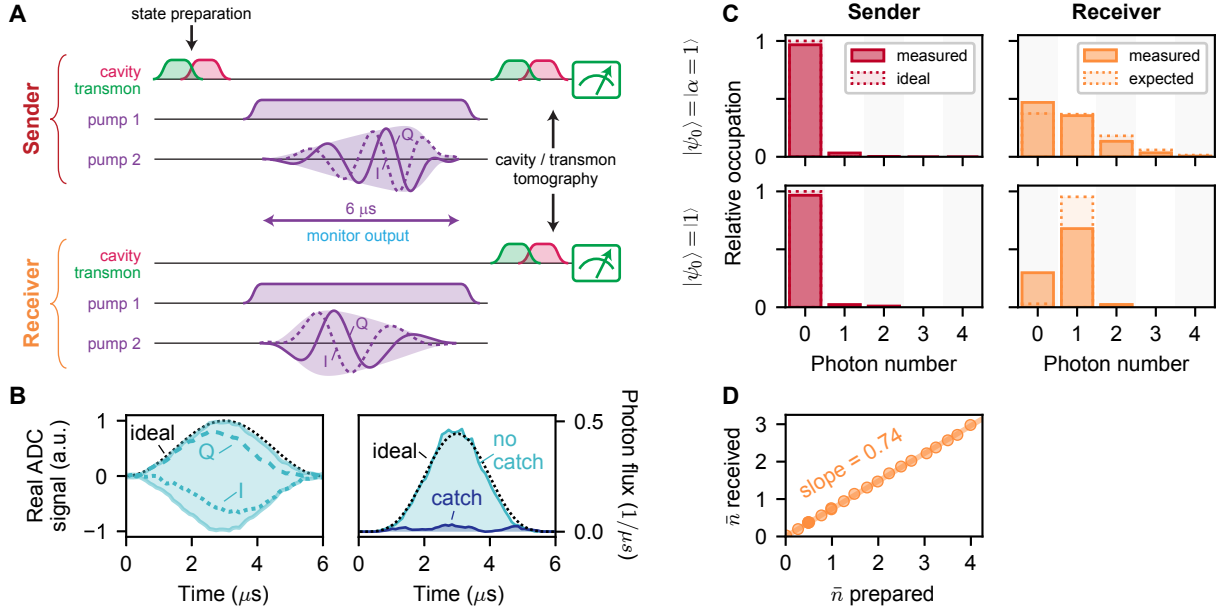 A
state preparation
Sender
cavity
transmon
pump 1
pump 2
Q
I
cavity / transmon
tomography
6 μs
monitor output
Receiver
cavity
transmon
pump 1
pump 2
Q
I
B
Real ADC
signal (a.u.)
1
0
−1
ideal
Q
I
0 2 4 6
Time (μs)
ideal
no
catch
catch
0.5
0.0
Photon flux (1/μs)
0 2 4 6
Time (μs)
C
Sender
Receiver
|ψ₀⟩ = |α = 1⟩
|ψ₀⟩ = |1⟩
Relative occupation
1
0
measured
ideal
measured
expected
1
0
0 1 2 3 4
Photon number
0 1 2 3 4
Photon number
D
n̄ received
3
2
1
0
slope = 0.74
0 1 2 3 4
n̄ prepared